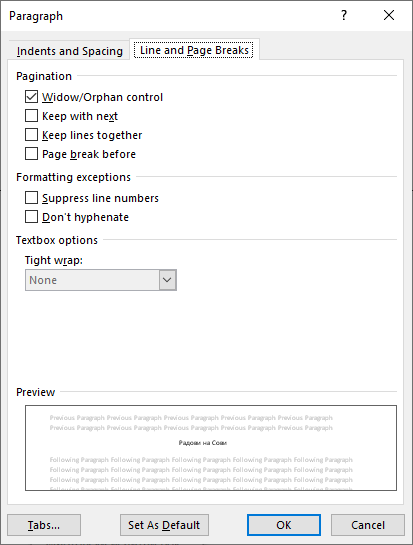 Paragraph
Indents and Spacing
Line and Page Breaks
Pagination
Widow/Orphan control
Keep with next
Keep lines together
Page break before
Formatting exceptions
Suppress line numbers
Don't hyphenate
Textbox options
Tight wrap:
None
Preview
Previous Paragraph Previous Paragraph Previous Paragraph Previous Paragraph Previous Paragraph
Previous Paragraph Previous Paragraph Previous Paragraph Previous Paragraph Previous Paragraph
Радови на Сови
Following Paragraph Following Paragraph Following Paragraph Following Paragraph Following Paragraph
Following Paragraph Following Paragraph Following Paragraph Following Paragraph Following Paragraph
Following Paragraph Following Paragraph Following Paragraph Following Paragraph Following Paragraph
Following Paragraph Following Paragraph Following Paragraph Following Paragraph Following Paragraph
Tabs...
Set As Default
OK
Cancel